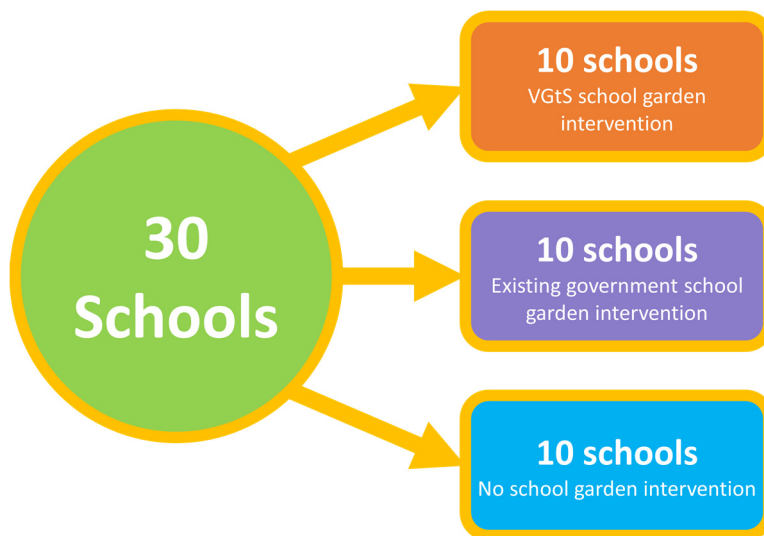 30
Schools
10 schools
VGtS school garden
intervention
10 schools
Existing government school
garden intervention
10 schools
No school garden intervention